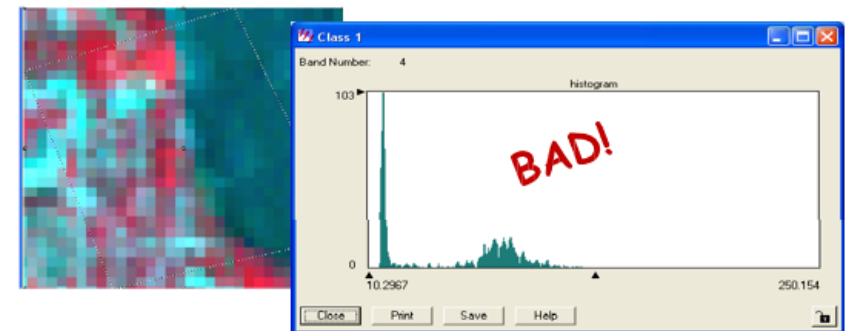 Class 1
Band Number: 4
histogram
103
BAD!
0
10.2967 250.154
Close Print Save Help